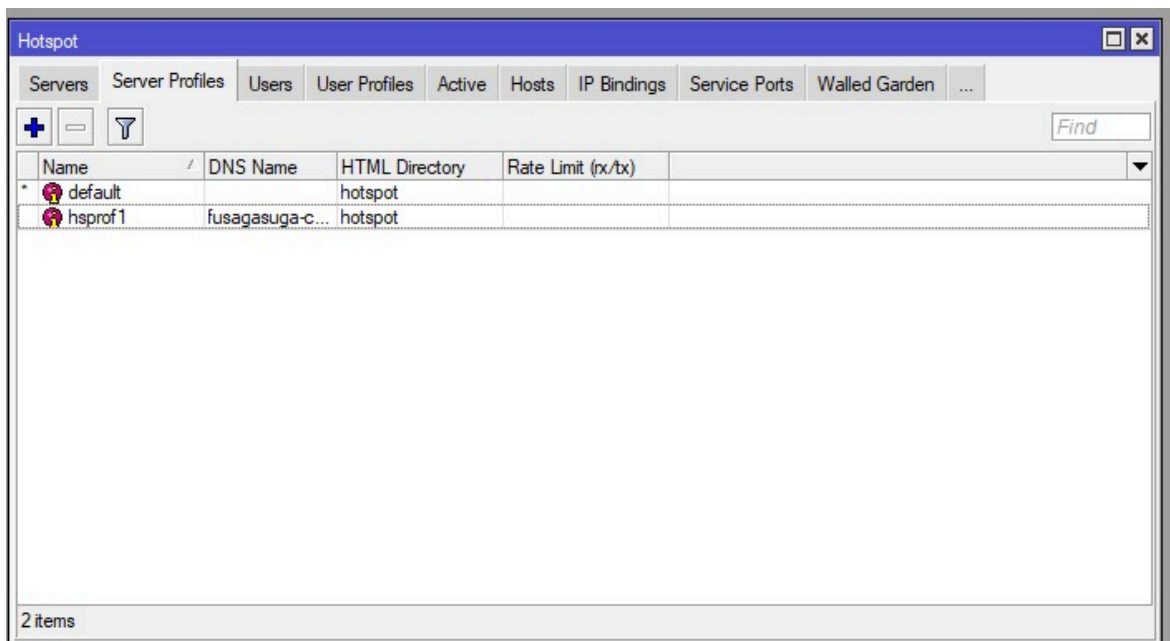 Hotspot
Servers Server Profiles Users User Profiles Active Hosts IP Bindings Service Ports Walled Garden ...
Find
Name DNS Name HTML Directory Rate Limit (rx/tx)
* default hotspot
hsprof1 fusagasuga-c... hotspot
2 items